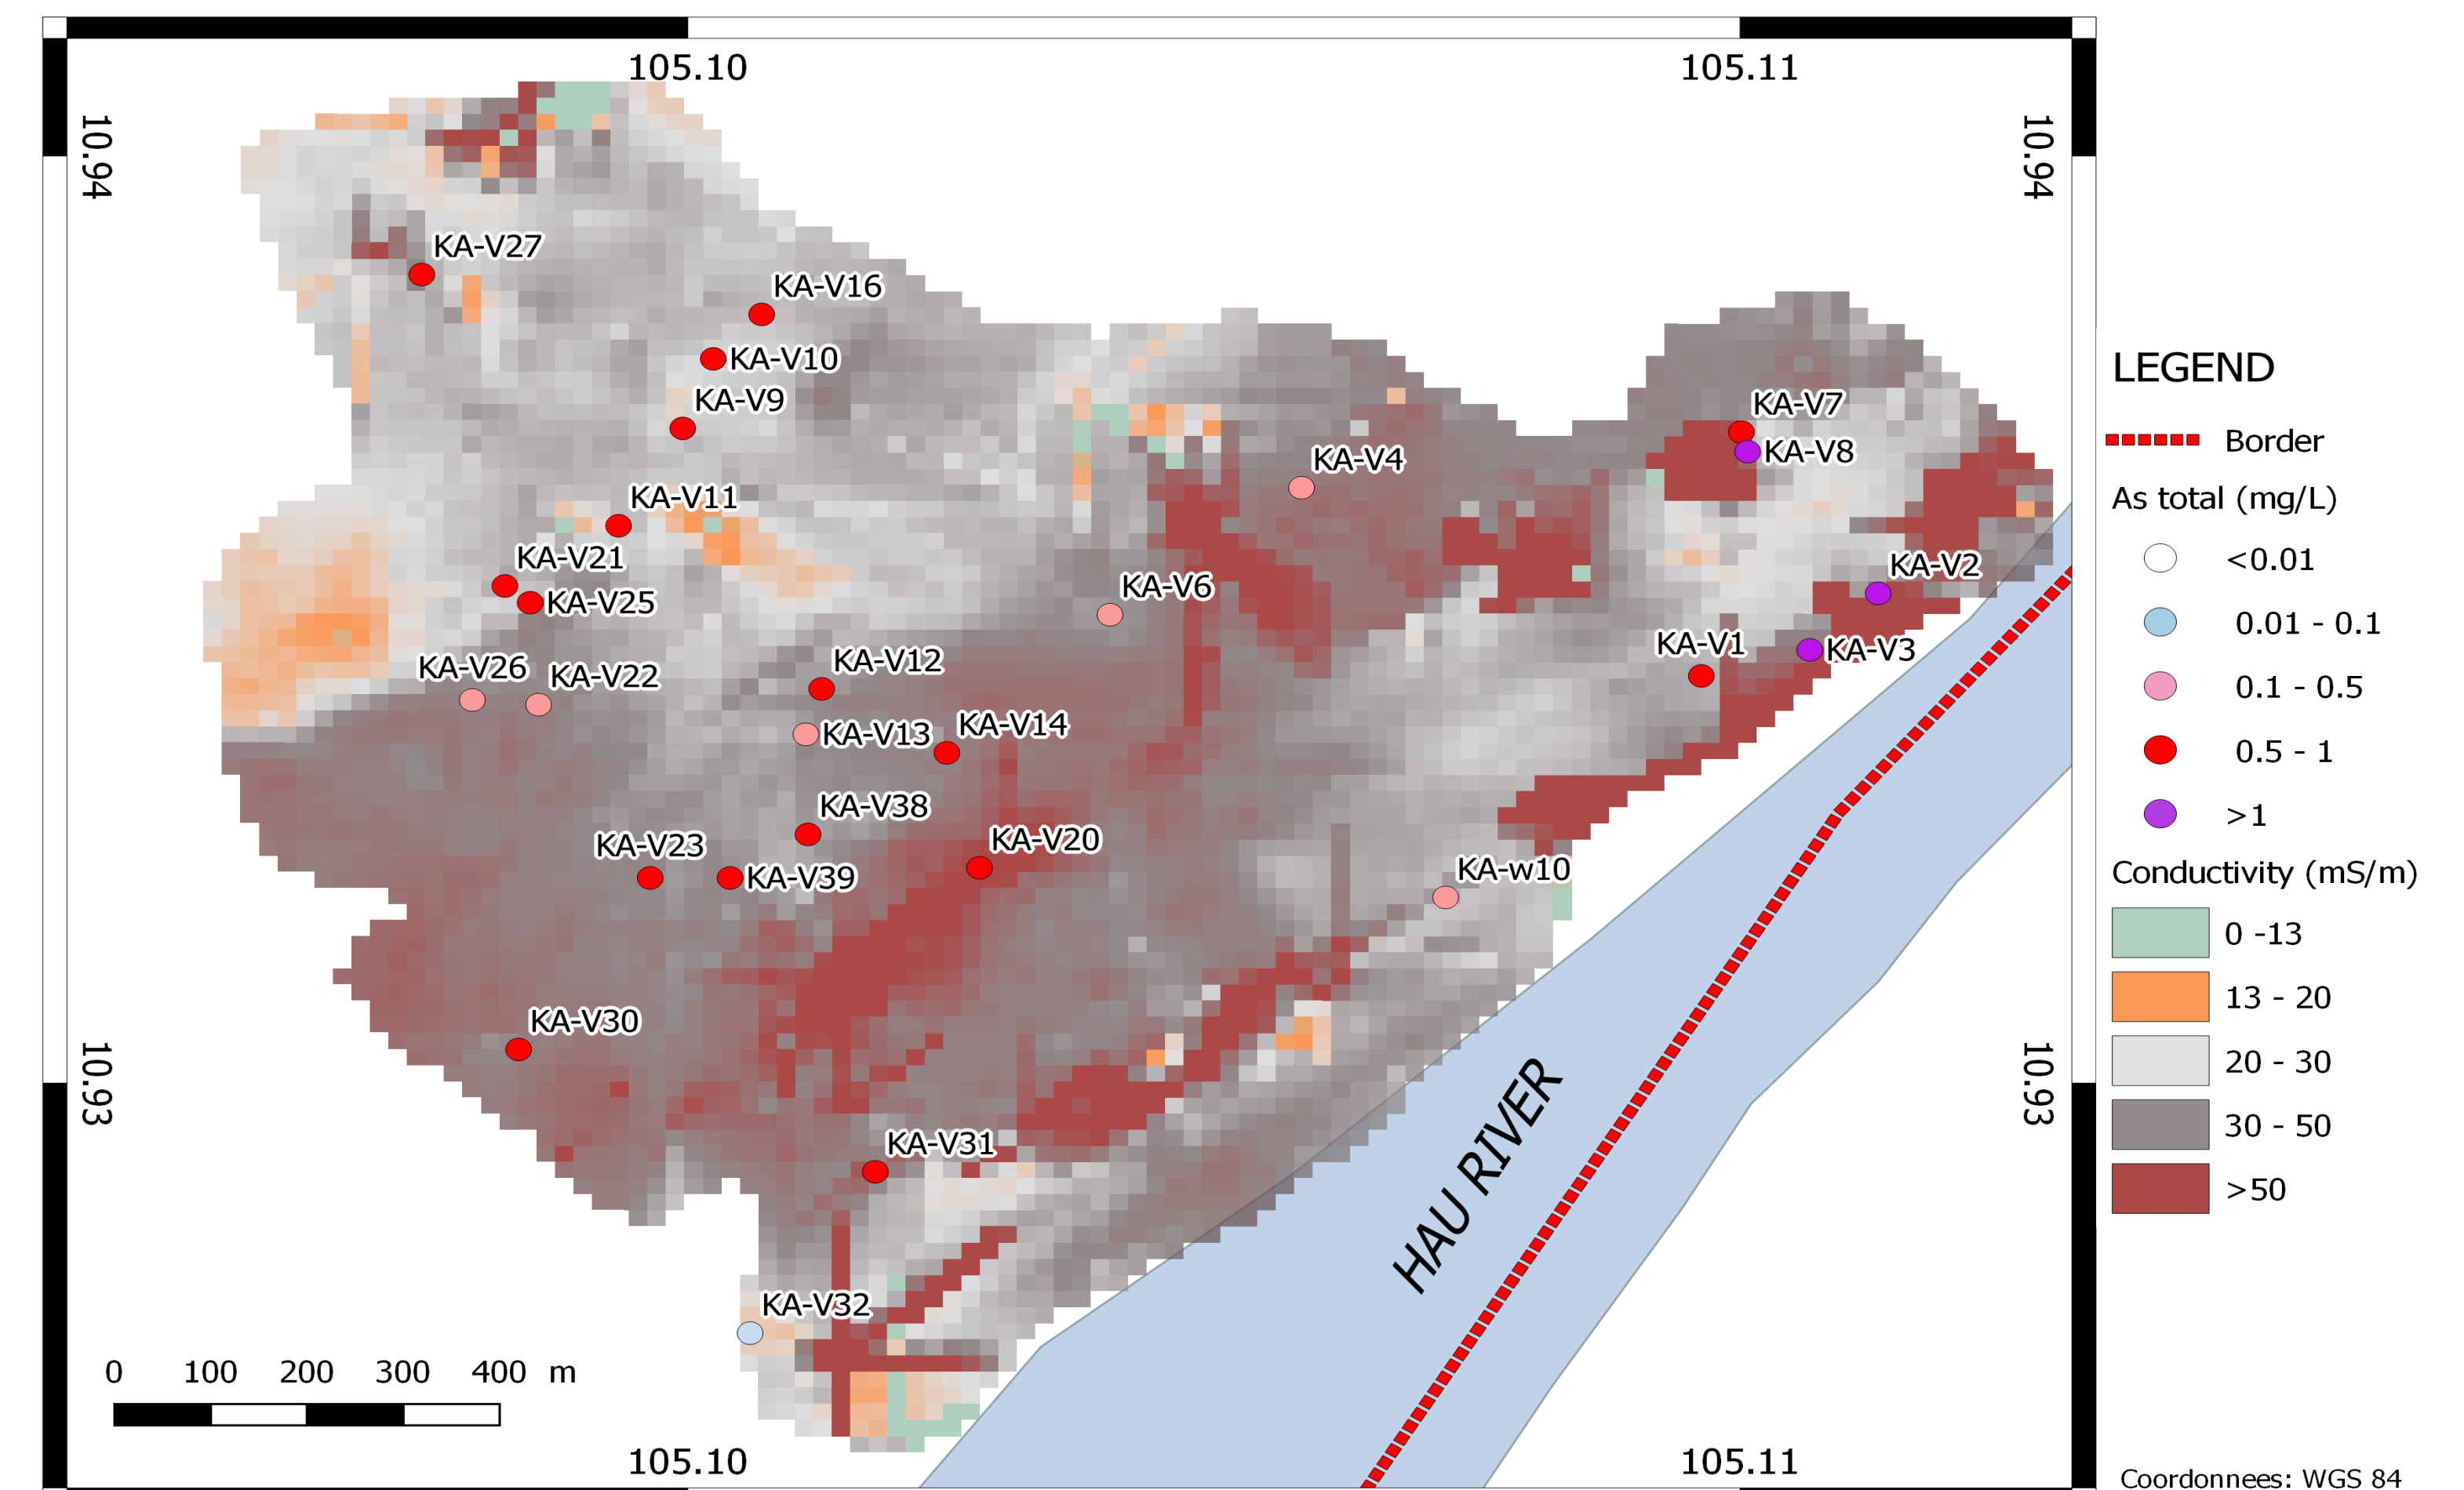 105.10
105.11
10.94
10.94
KA-V27
KA-V16
KA-V10
KA-V9
KA-V7
KA-V8
KA-V4
KA-V11
KA-V21
KA-V25
KA-V6
KA-V2
KA-V1
KA-V3
KA-V26
KA-V22
KA-V12
KA-V13
KA-V14
KA-V38
KA-V23
KA-V39
KA-V20
KA-w10
KA-V30
10.93
10.93
KA-V31
HAU RIVER
KA-V32
0 100 200 300 400 m
105.10
105.11
LEGEND
Border
As total (mg/L)
<0.01
0.01 - 0.1
0.1 - 0.5
0.5 - 1
>1
Conductivity (mS/m)
0 -13
13 - 20
20 - 30
30 - 50
>50
Coordonnees: WGS 84